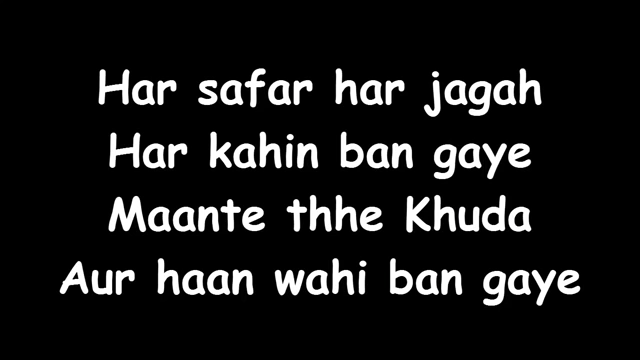 Har safar har jagah
Har kahin ban gaye
Maante thhe Khuda
Aur haan wahi ban gaye